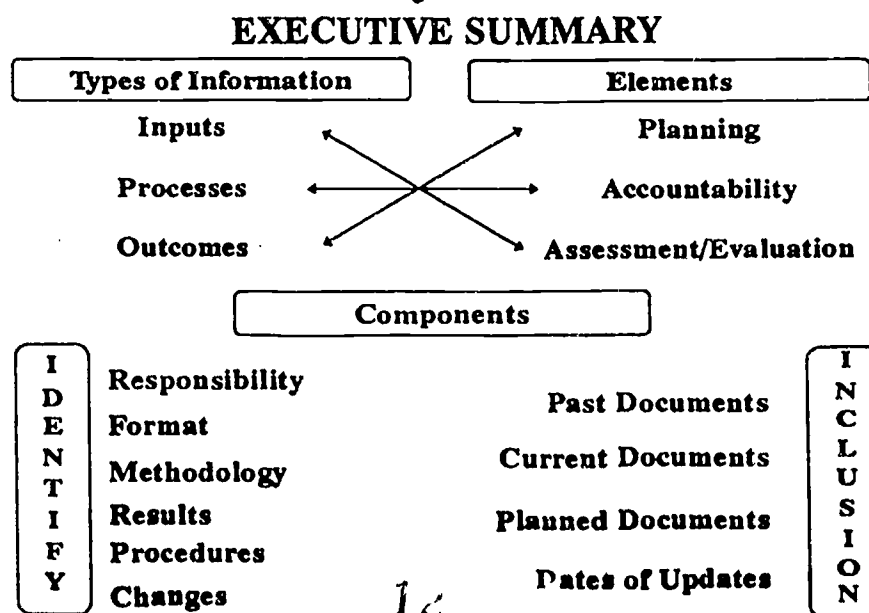 EXECUTIVE SUMMARY
Types of Information
Elements
Inputs
Planning
Processes
Accountability
Outcomes
Assessment/Evaluation
Components
IDENTIFY
Responsibility
Format
Methodology
Results
Procedures
Changes
Past Documents
Current Documents
Planned Documents
Dates of Updates
INCLUSION